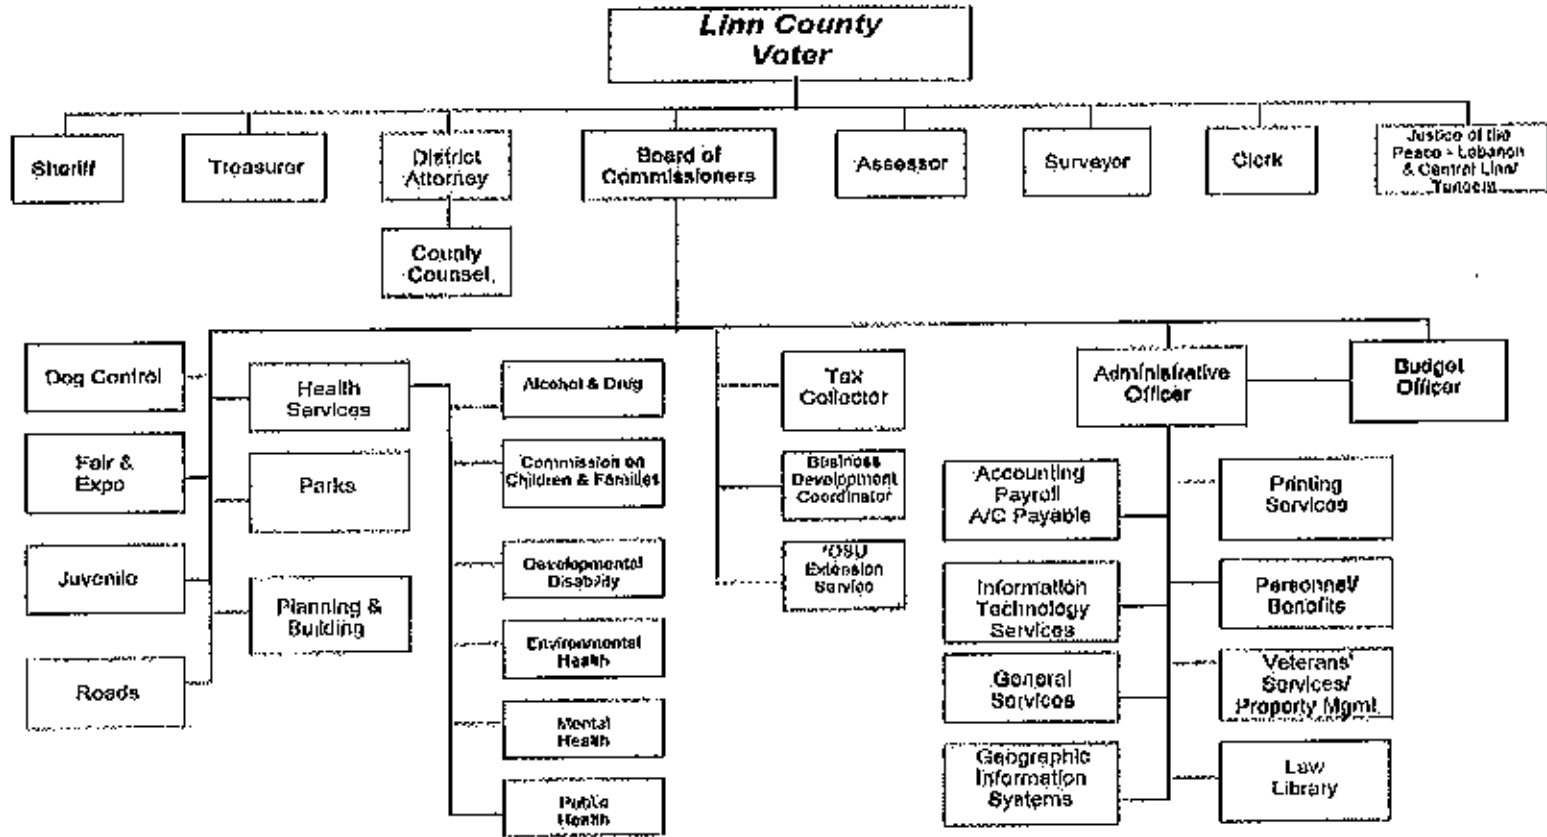 Linn County
Voter
Sheriff
Treasurer
District
Attorney
Board of
Commissioners
Assessor
Surveyor
Clerk
Justice of the
Peace - Lebanon
& Central Linn/
County
Counsel
Dog Control
Health
Services
Alcohol & Drug
Tax
Collector
Administrative
Officer
Budget
Officer
Fair &
Expo
Parks
Commission on
Children & Families
Business
Development
Coordinator
Accounting
Payroll
A/C Payable
Printing
Services
Juvenile
Planning &
Building
Developmental
Disability
*OSU
Extension
Service
Information
Technology
Services
Personnel/
Benefits
Roads
Environmental
Health
General
Services
Veterans'
Services/
Property Mgmt.
Mental
Health
Geographic
Information
Systems
Law
Library
Public
Health